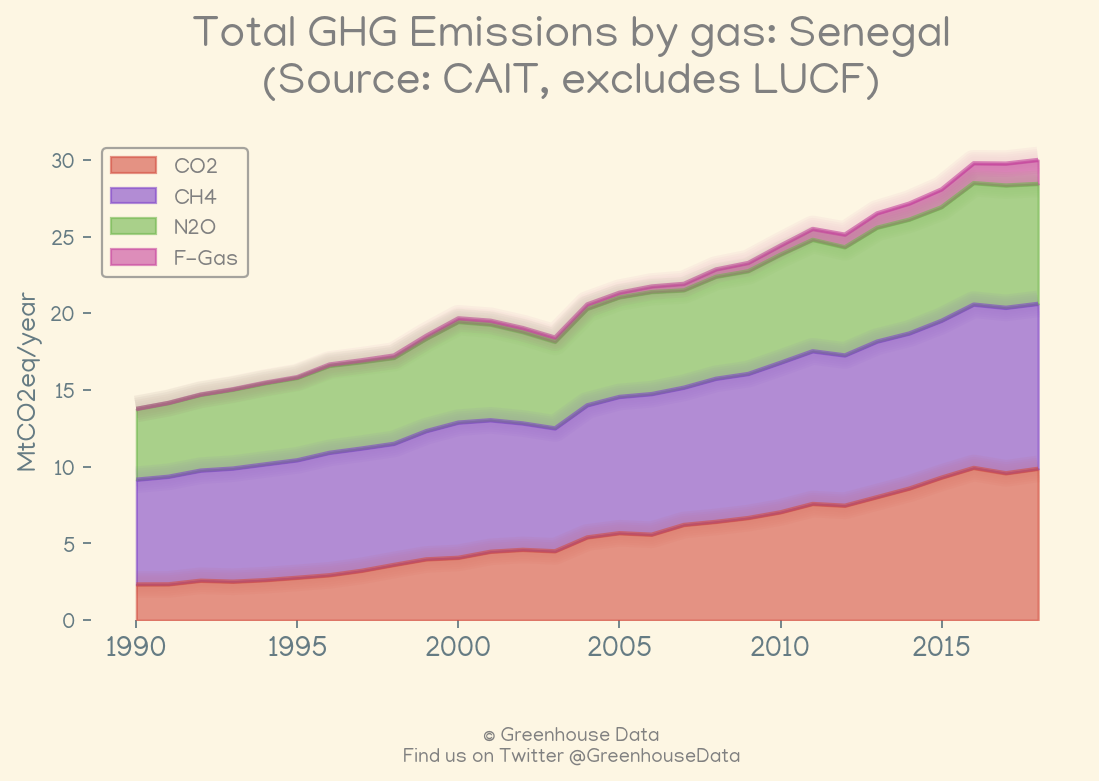 Total GHG Emissions by gas: Senegal
(Source: CAIT, excludes LUCF)
MtCO2eq/year
30
25
20
15
10
5
0
CO2
CH4
N2O
F-Gas
1990 1995 2000 2005 2010 2015
© Greenhouse Data
Find us on Twitter @GreenhouseData